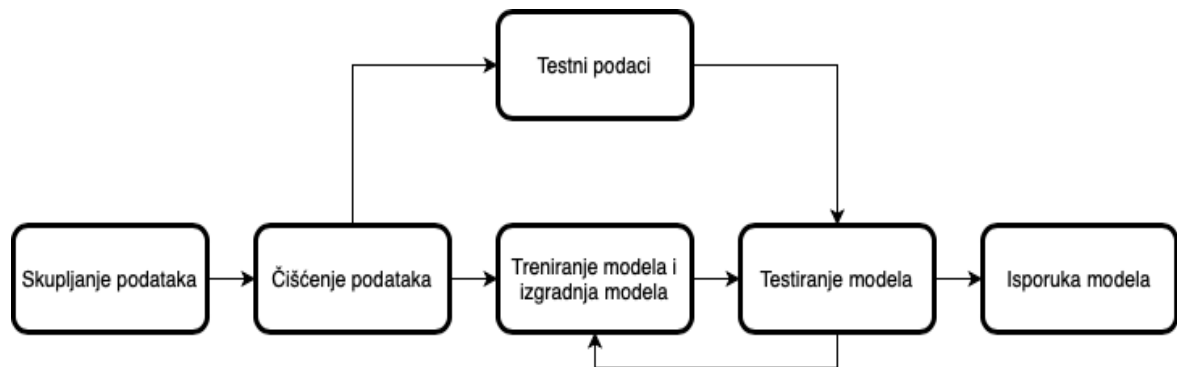 Testni podaci
Skupljanje podataka
Čišćenje podataka
Treniranje modela i
izgradnja modela
Testiranje modela
Isporuka modela